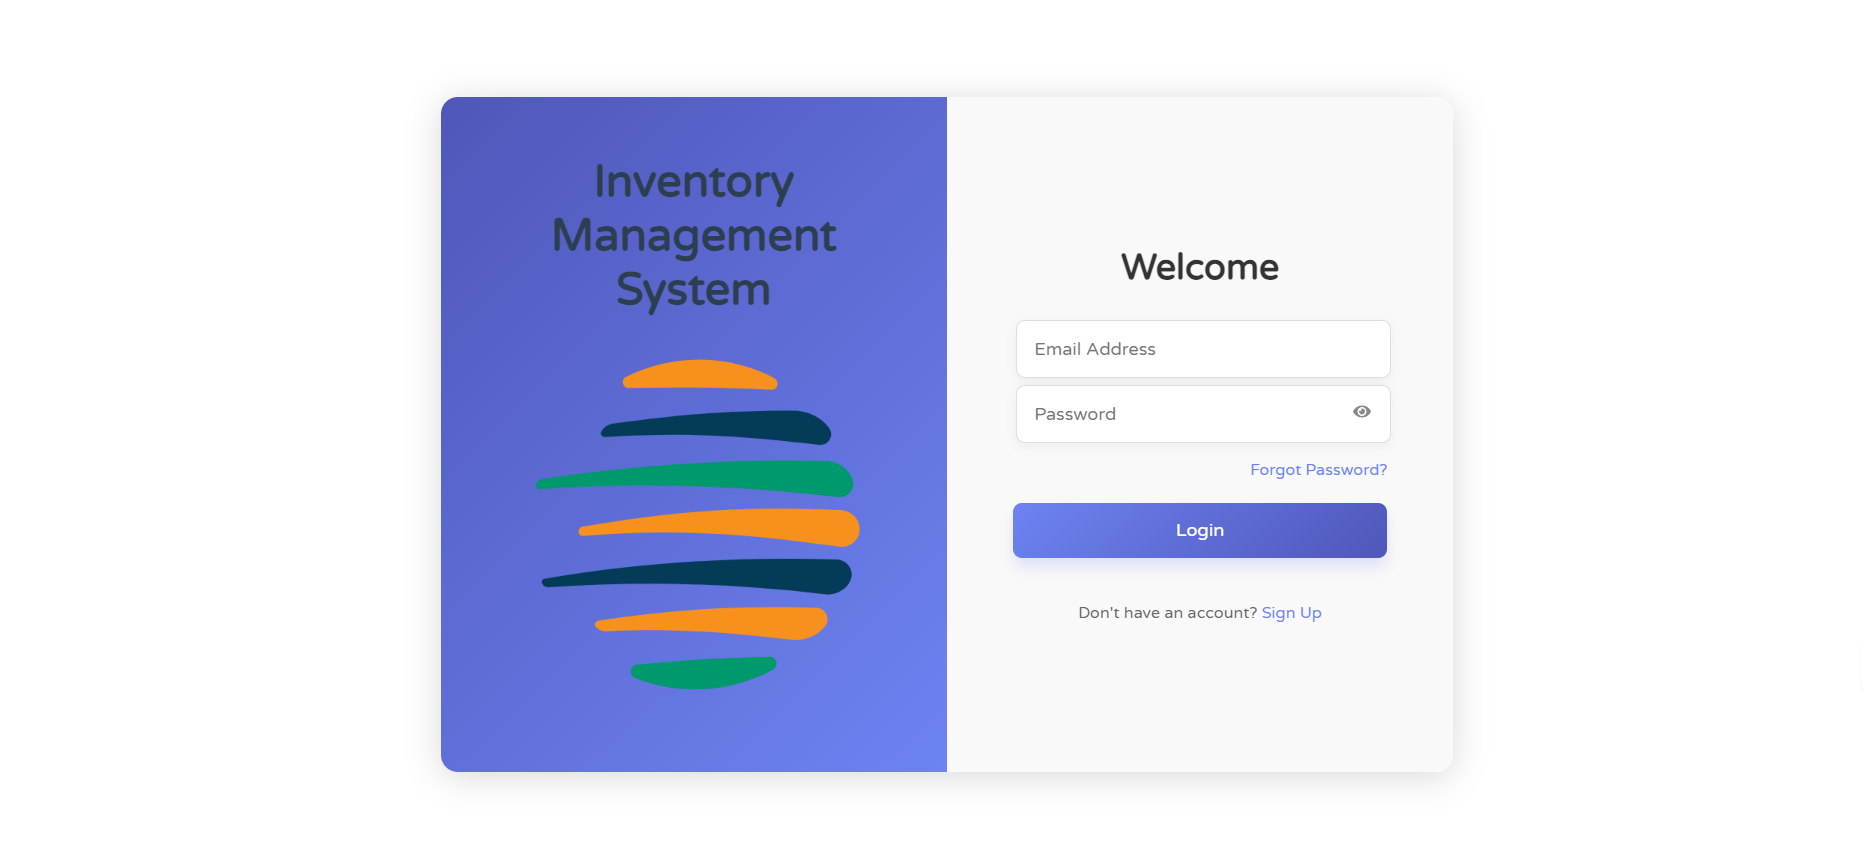 Inventory
Management
System
Welcome
Email Address
Password
Forgot Password?
Login
Don't have an account? Sign Up